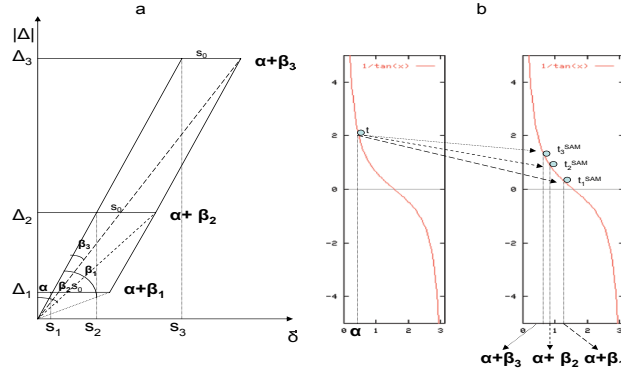 a
b
|Δ|
Δ₃
s₀
α+β₃
Δ₂
s₀
α+ β₂
β₃
β₁
α
β₂
s₀
Δ₁
α+β₁
s₁
s₂
s₃
δ
1/tan(x)
4
2
0
-2
-4
t
0
1
2
3
α
1/tan(x)
4
2
0
-2
-4
t₃ˢᴬᴹ
t₂ˢᴬᴹ
t₁ˢᴬᴹ
0
1
2
3
α+β₃
α+ β₂
α+β